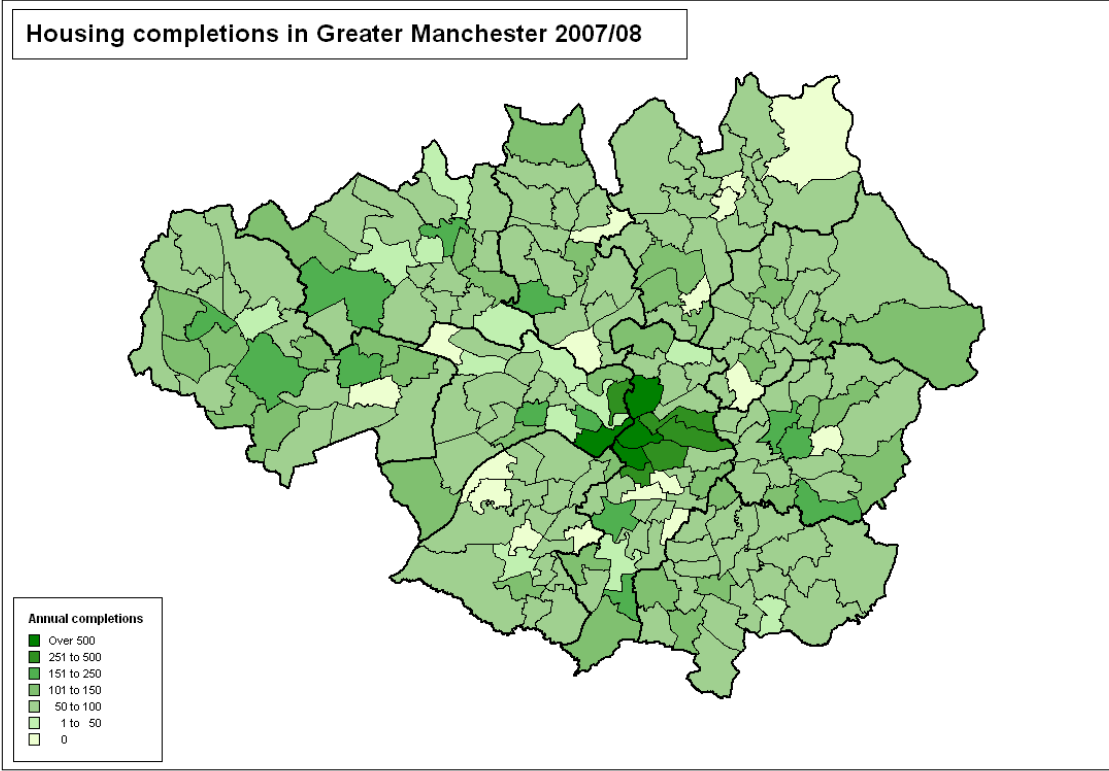 Housing completions in Greater Manchester 2007/08
Annual completions
Over 500
251 to 500
151 to 250
101 to 150
50 to 100
1 to 50
0